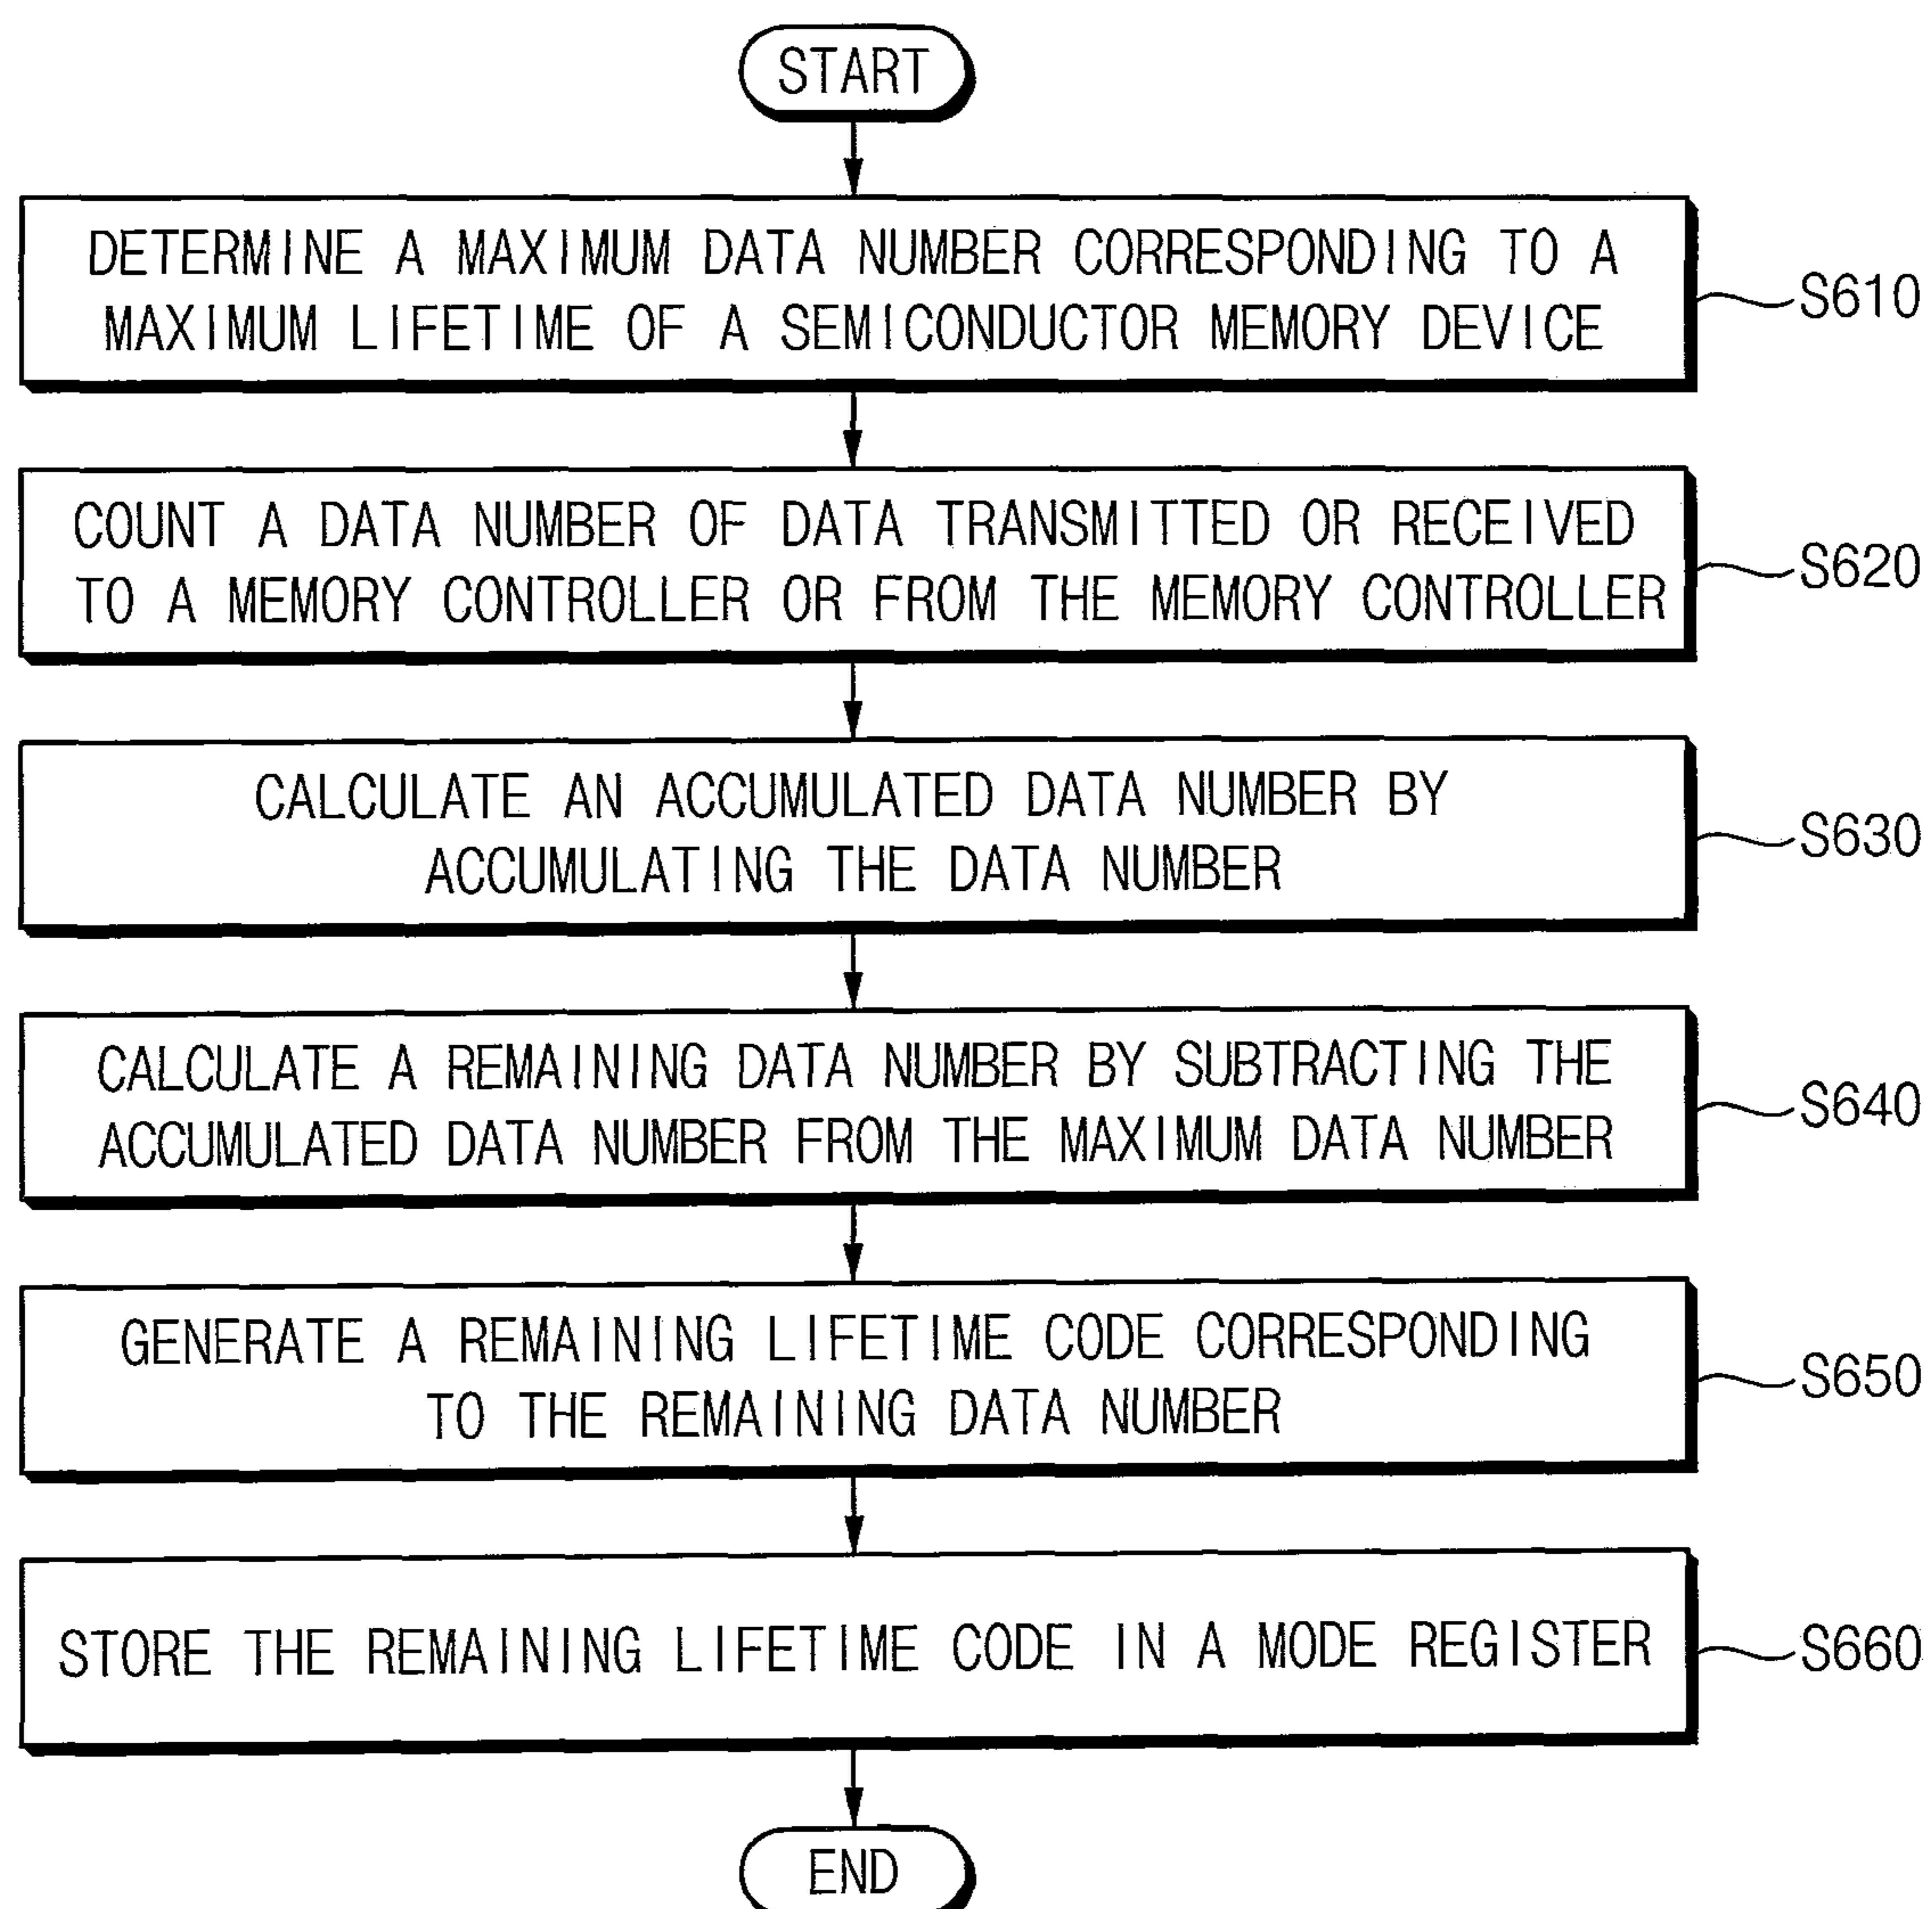 START
DETERMINE A MAXIMUM DATA NUMBER CORRESPONDING TO A
MAXIMUM LIFETIME OF A SEMICONDUCTOR MEMORY DEVICE
S610
COUNT A DATA NUMBER OF DATA TRANSMITTED OR RECEIVED
TO A MEMORY CONTROLLER OR FROM THE MEMORY CONTROLLER
S620
CALCULATE AN ACCUMULATED DATA NUMBER BY
ACCUMULATING THE DATA NUMBER
S630
CALCULATE A REMAINING DATA NUMBER BY SUBTRACTING THE
ACCUMULATED DATA NUMBER FROM THE MAXIMUM DATA NUMBER
S640
GENERATE A REMAINING LIFETIME CODE CORRESPONDING
TO THE REMAINING DATA NUMBER
S650
STORE THE REMAINING LIFETIME CODE IN A MODE REGISTER
S660
END